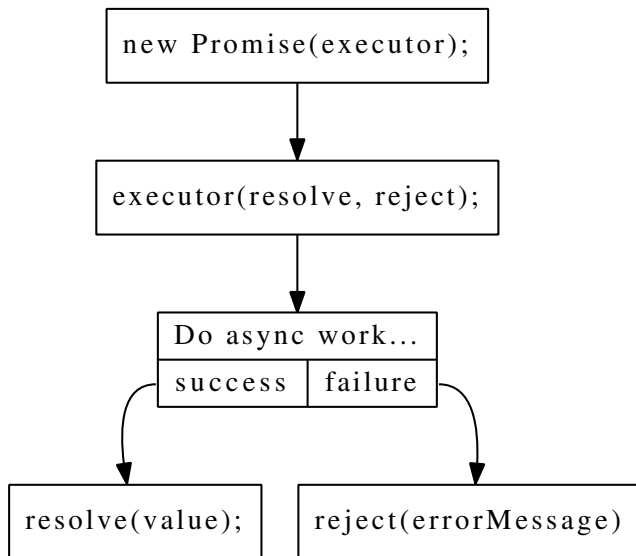 new Promise(executor);
executor(resolve, reject);
Do async work...
success
failure
resolve(value);
reject(errorMessage)